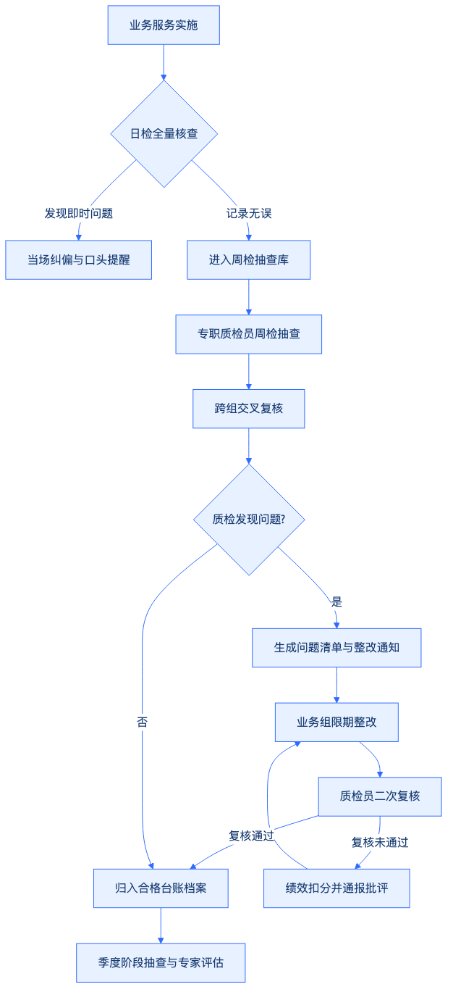 业务服务实施
日检全量核查
发现即时问题
记录无误
当场纠偏与口头提醒
进入周检抽查库
专职质检员周检抽查
跨组交叉复核
质检发现问题?
是
生成问题清单与整改通知
否
业务组限期整改
质检员二次复核
复核通过
复核未通过
归入合格台账档案
绩效扣分并通报批评
季度阶段抽查与专家评估